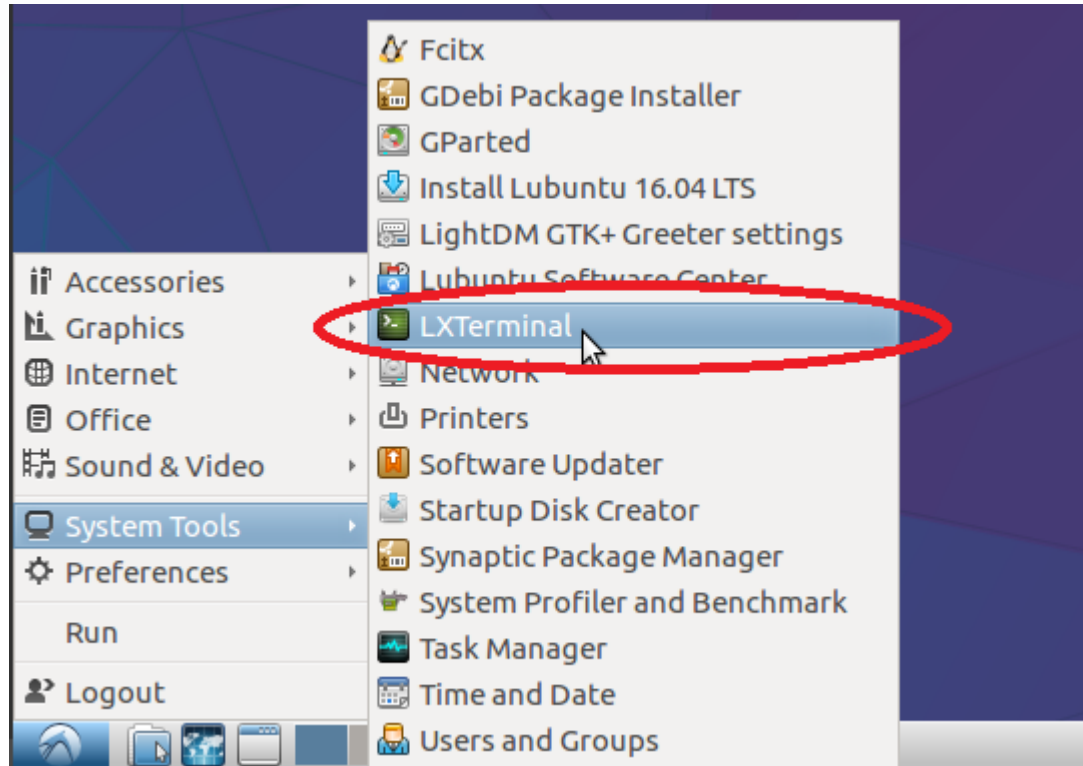 Fcitx
GDebi Package Installer
GParted
Install Lubuntu 16.04 LTS
LightDM GTK+ Greeter settings
Lubuntu Software Center
LXTerminal
Network
Printers
Software Updater
Startup Disk Creator
Synaptic Package Manager
System Profiler and Benchmark
Task Manager
Time and Date
Users and Groups
Accessories
Graphics
Internet
Office
Sound & Video
System Tools
Preferences
Run
Logout